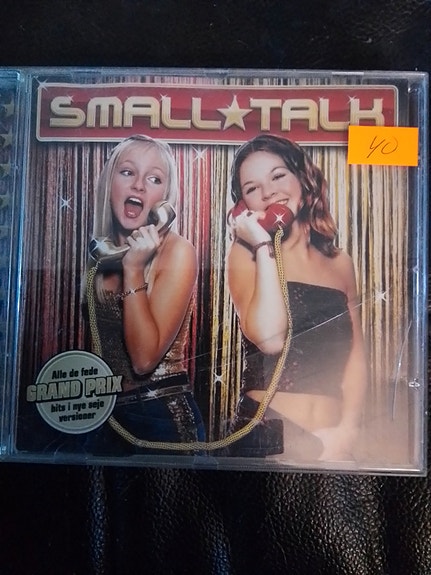 SMALL★TALK
40
Alle de fede
GRAND PRIX
hits i nye seje
versioner